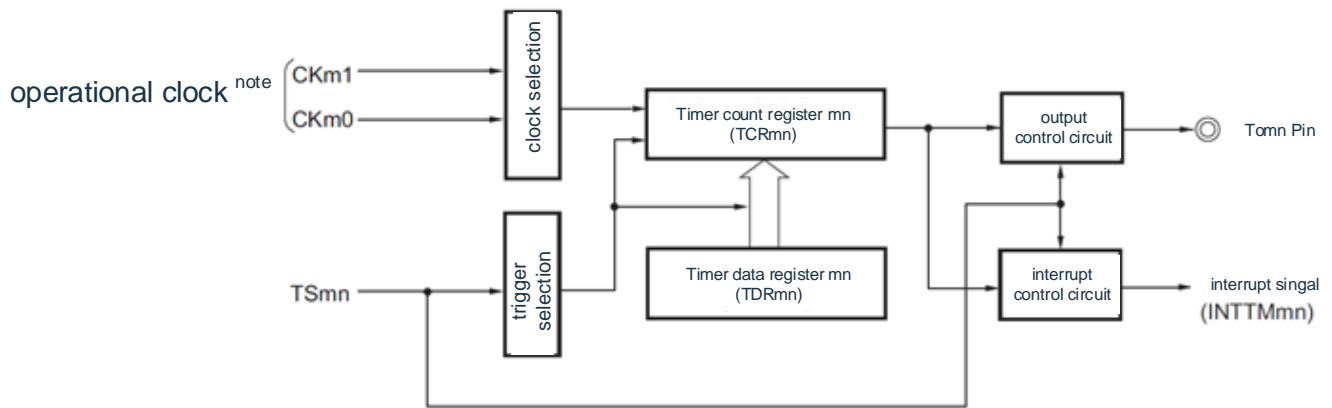 operational clock note
CKm1
CKm0
clock selection
Timer count register mn
(TCRmn)
output
control circuit
Tomn Pin
TSmn
trigger
selection
Timer data register mn
(TDRmn)
interrupt
control circuit
interrupt singal
(INTTMmn)